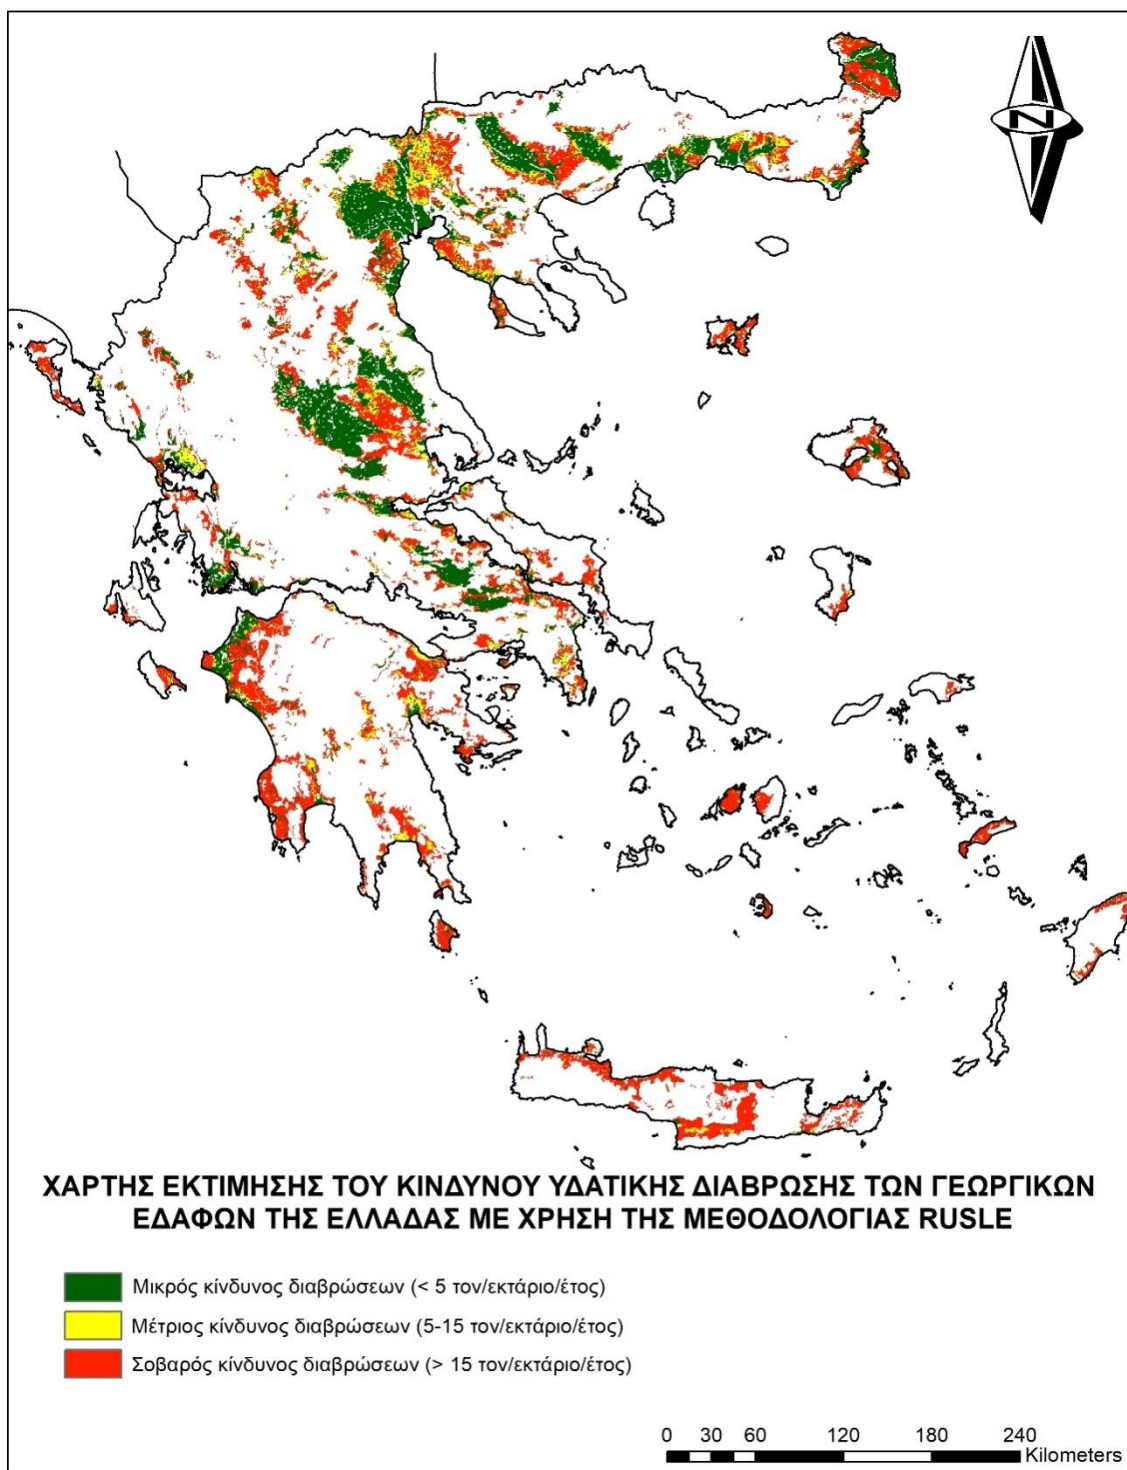 N
ΧΑΡΤΗΣ ΕΚΤΙΜΗΣΗΣ ΤΟΥ ΚΙΝΔΥΝΟΥ ΥΔΑΤΙΚΗΣ ΔΙΑΒΡΩΣΗΣ ΤΩΝ ΓΕΩΡΓΙΚΩΝ
ΕΔΑΦΩΝ ΤΗΣ ΕΛΛΑΔΑΣ ΜΕ ΧΡΗΣΗ ΤΗΣ ΜΕΘΟΔΟΛΟΓΙΑΣ RUSLE
Μικρός κίνδυνος διαβρώσεων (< 5 τον/εκτάριο/έτος)
Μέτριος κίνδυνος διαβρώσεων (5-15 τον/εκτάριο/έτος)
Σοβαρός κίνδυνος διαβρώσεων (> 15 τον/εκτάριο/έτος)
0 30 60 120 180 240
Kilometers